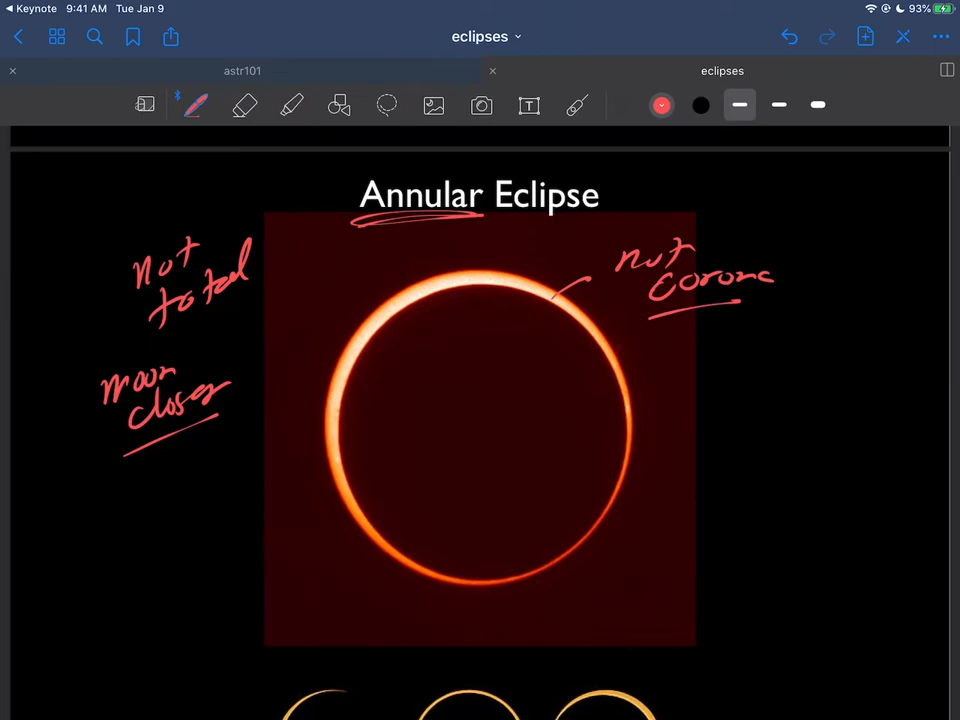 Keynote 9:41 AM Tue Jan 9
93%
eclipses
astr101
eclipses
T
Annular Eclipse
not
total
not
corona
moon
closer